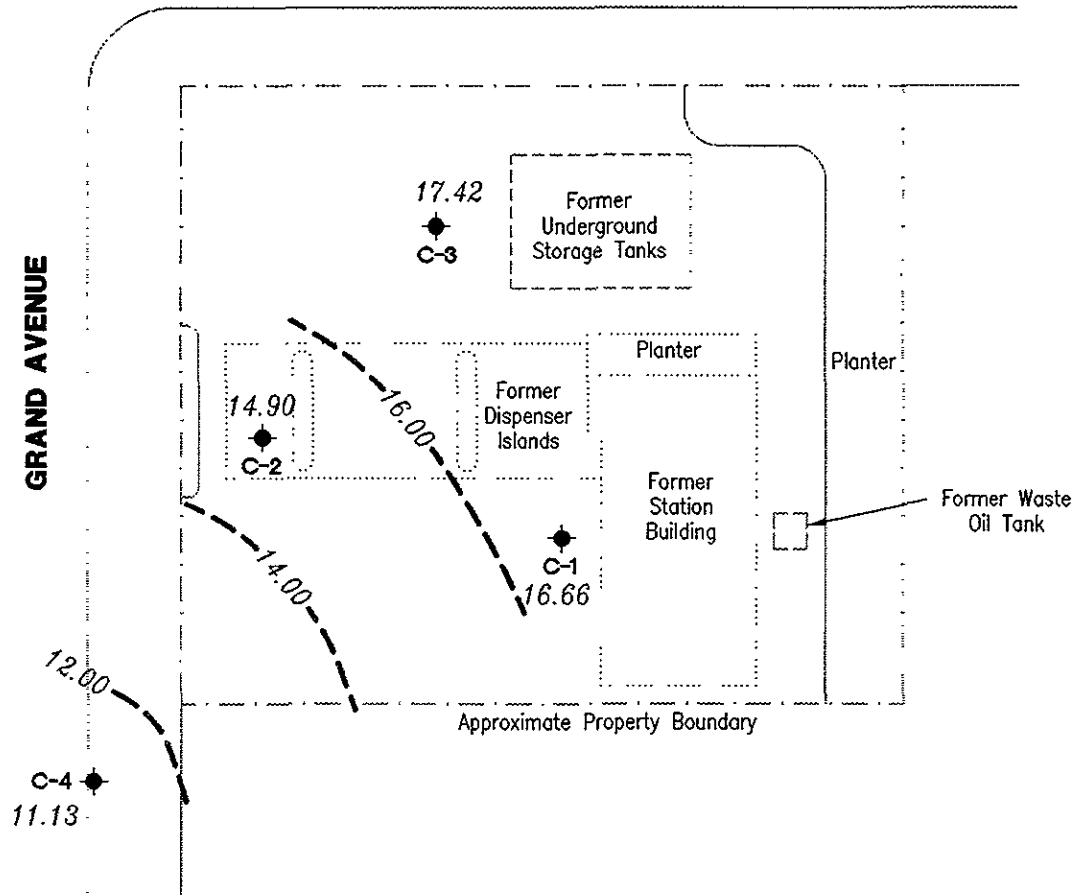 GRAND AVENUE
17.42
C-3
Former
Underground
Storage Tanks
Planter
Planter
14.90
C-2
16.00
Former
Dispenser
Islands
Former
Station
Building
Former Waste
Oil Tank
C-1
16.66
14.00
12.00
Approximate Property Boundary
C-4
11.13